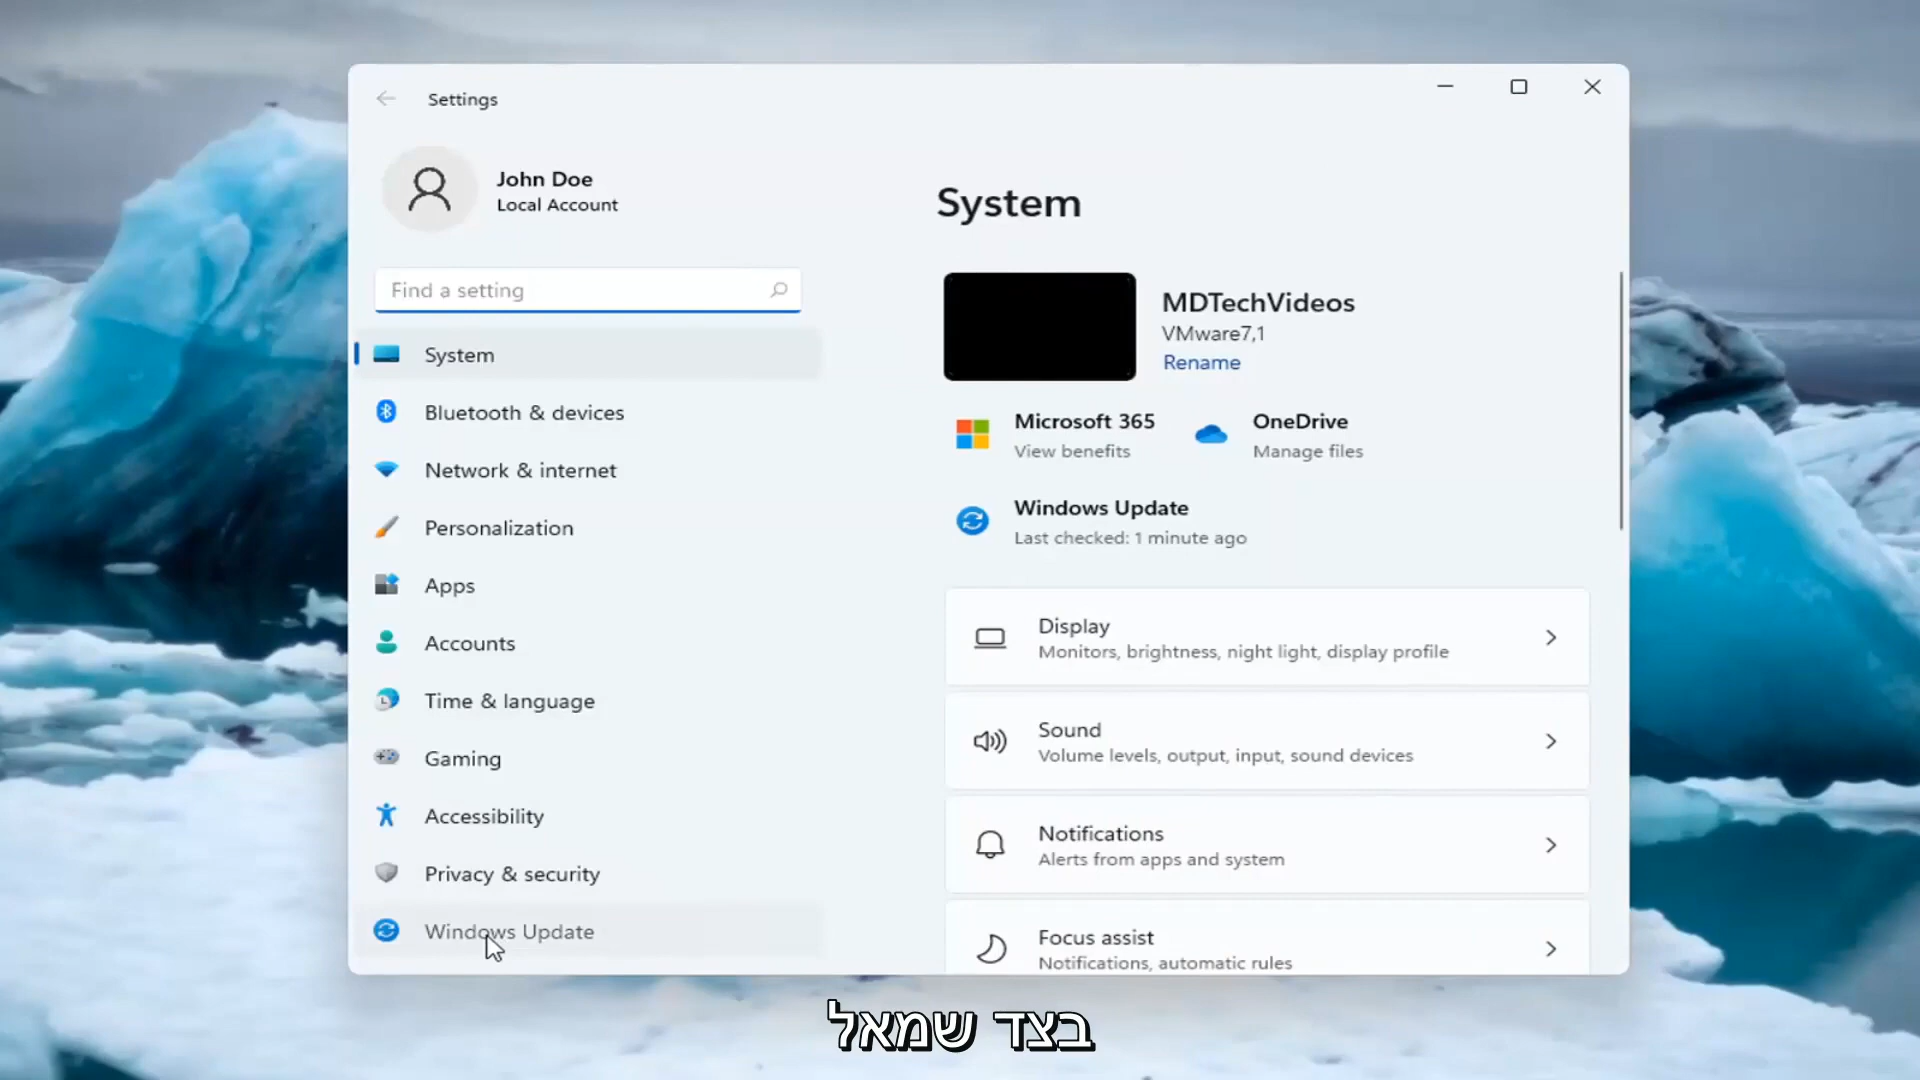 Settings
John Doe
Local Account
Find a setting
System
Bluetooth & devices
Network & internet
Personalization
Apps
Accounts
Time & language
Gaming
Accessibility
Privacy & security
Windows Update
System
MDTechVideos
VMware7,1
Rename
Microsoft 365
View benefits
OneDrive
Manage files
Windows Update
Last checked: 1 minute ago
Display
Monitors, brightness, night light, display profile
Sound
Volume levels, output, input, sound devices
Notifications
Alerts from apps and system
Focus assist
Notifications, automatic rules
בצד שמאל